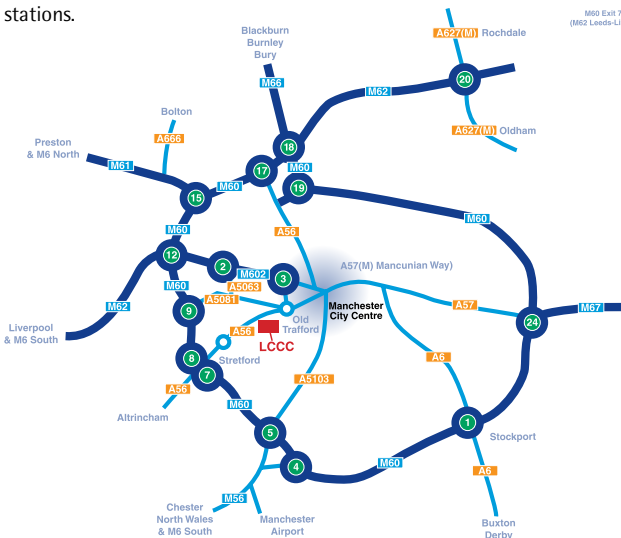 stations.
M60 Exit 7
(M62 Leeds-Li
A627(M) Rochdale
Blackburn
Burnley
Bury
20
M66
M62
Bolton
A627(M) Oldham
A666
Preston
& M6 North
M61
18
M60
17
19
M60
15
M60
A56
M60
12
2
M602
3
A57(M) Mancunian Way)
M60
A5063
A5081
M62
9
A57
M67
Manchester
City Centre
Old
Trafford
24
Liverpool
& M6 South
A56
LCCC
Stretford
8
A6
7
A5103
A56
M60
Altrincham
5
1
Stockport
4
M60
A6
M56
Chester
North Wales
& M6 South
Manchester
Airport
Buxton
Derby